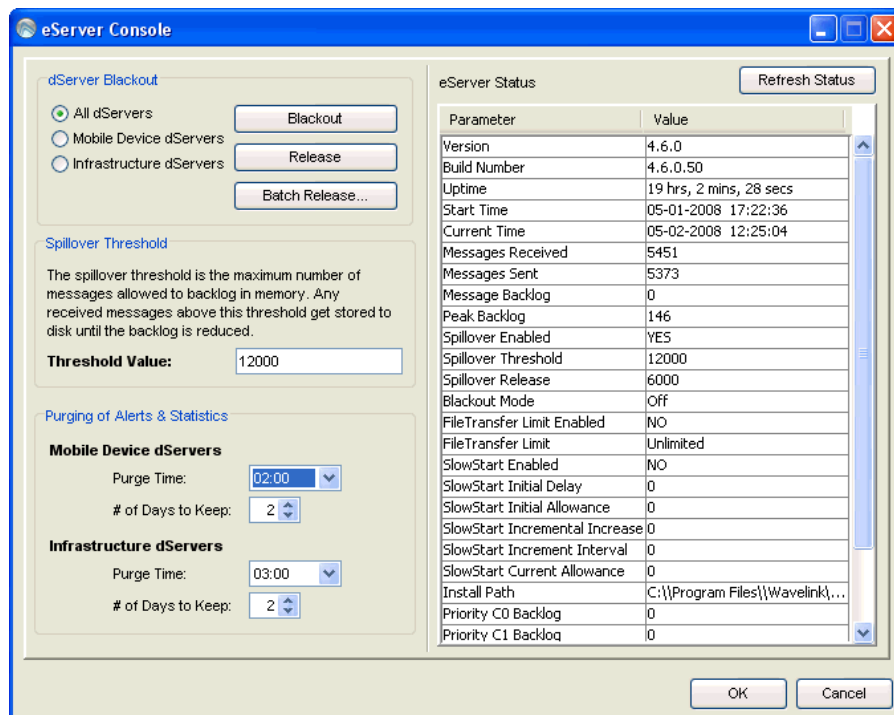 eServer Console
dServer Blackout
All dServers
Mobile Device dServers
Infrastructure dServers
Blackout
Release
Batch Release...
Spillover Threshold
The spillover threshold is the maximum number of
messages allowed to backlog in memory. Any
received messages above this threshold get stored to
disk until the backlog is reduced.
Threshold Value: 12000
Purging of Alerts & Statistics
Mobile Device dServers
Purge Time: 02:00
# of Days to Keep: 2
Infrastructure dServers
Purge Time: 03:00
# of Days to Keep: 2
eServer Status
Refresh Status
Parameter Value
Version 4.6.0
Build Number 4.6.0.50
Uptime 19 hrs, 2 mins, 28 secs
Start Time 05-01-2008 17:22:36
Current Time 05-02-2008 12:25:04
Messages Received 5451
Messages Sent 5373
Message Backlog 0
Peak Backlog 146
Spillover Enabled YES
Spillover Threshold 12000
Spillover Release 6000
Blackout Mode Off
FileTransfer Limit Enabled NO
FileTransfer Limit Unlimited
SlowStart Enabled NO
SlowStart Initial Delay 0
SlowStart Initial Allowance 0
SlowStart Incremental Increase 0
SlowStart Increment Interval 0
SlowStart Current Allowance 0
Install Path C:\\Program Files\\Wavelink\...
Priority C0 Backlog 0
Priority C1 Backlog 0
OK
Cancel